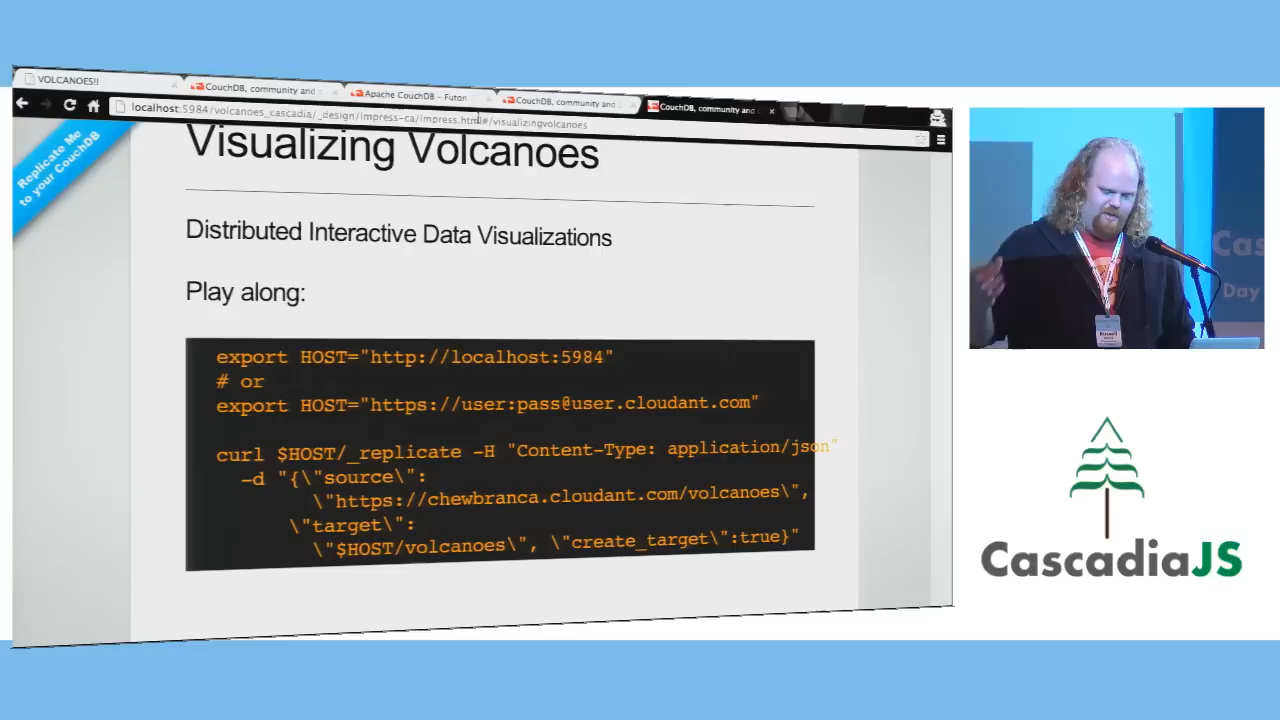 VOLCANOES!!
CouchDB, community and
Apache CouchDB - Futon
CouchDB, community and
CouchDB, community and
localhost:5984/volcanoes_cascadia/_design/impress-ca/impress.html#/visualizingvolcanoes
Replicate Me
to your CouchDB
Visualizing Volcanoes
Distributed Interactive Data Visualizations
Play along:
export HOST="http://localhost:5984"
# or
export HOST="https://user:pass@user.cloudant.com"
curl $HOST/_replicate -H "Content-Type: application/json"
-d "{\"source\":
\"https://chewbranca.cloudant.com/volcanoes\",
\"target\":
\"$HOST/volcanoes\", \"create_target\":true}"
Cas
Day
Russell
CascadiaJS